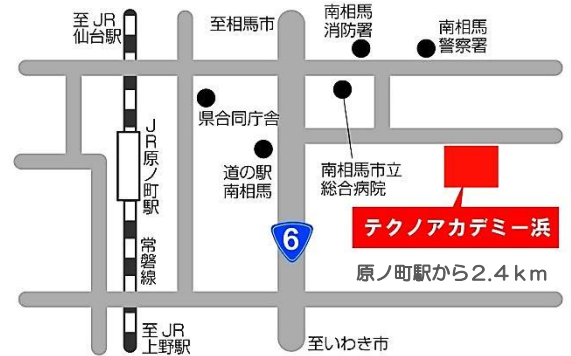 至JR
仙台駅
至相馬市
南相馬
消防署
南相馬
警察署
県合同庁舎
JR原ノ町駅
道の駅
南相馬
南相馬市立
総合病院
テクノアカデミー浜
6
常磐線
原ノ町駅から2.4km
至JR
上野駅
至いわき市